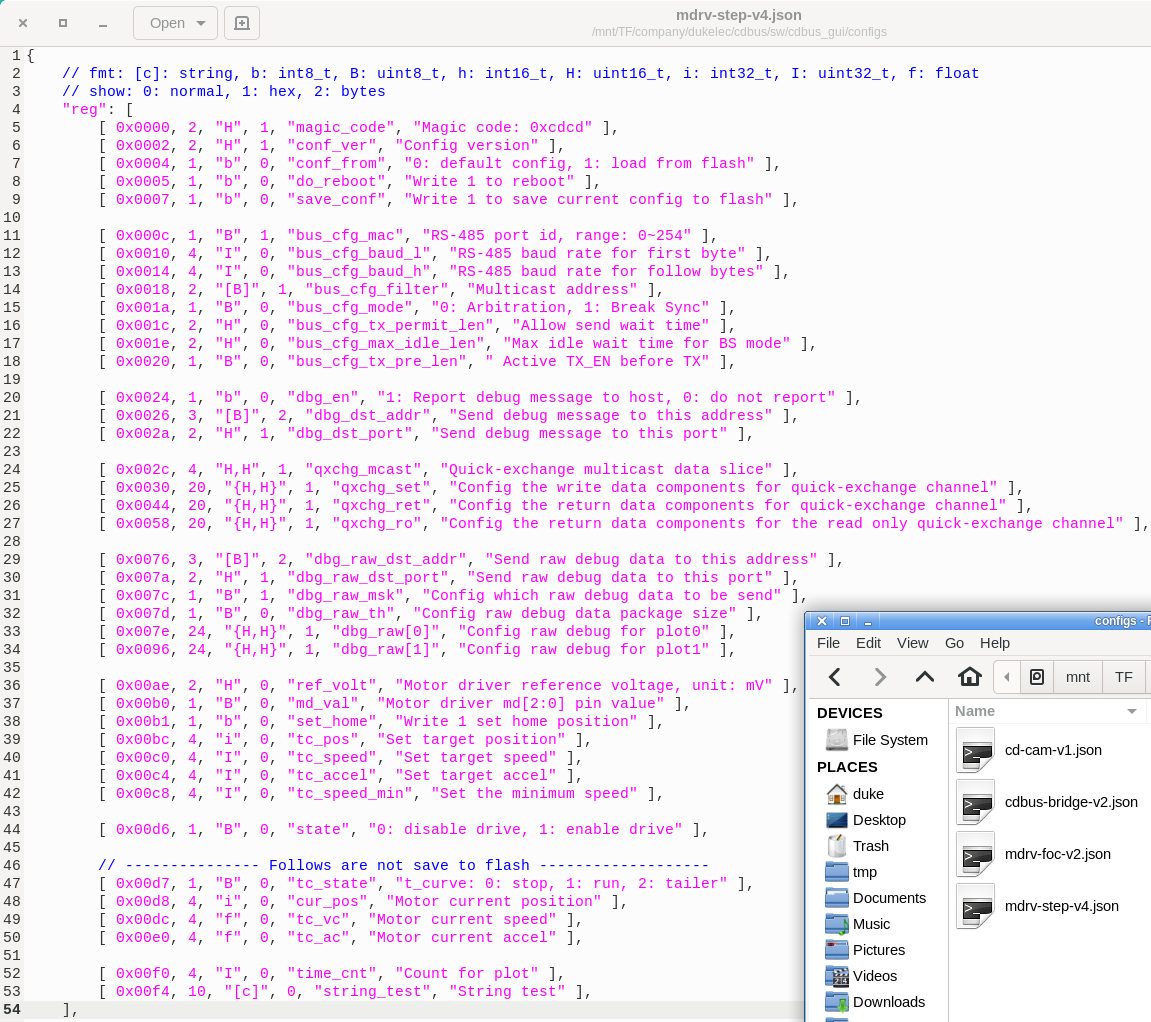 Open
mdrv-step-v4.json
/mnt/TF/company/dukelec/cdbus/sw/cdbus_gui/configs
1 {
2 // fmt: [c]: string, b: int8_t, B: uint8_t, h: int16_t, H: uint16_t, i: int32_t, I: uint32_t, f: float
3 // show: 0: normal, 1: hex, 2: bytes
4 "reg": [
5 [ 0x0000, 2, "H", 1, "magic_code", "Magic code: 0xcdcd" ],
6 [ 0x0002, 2, "H", 1, "conf_ver", "Config version" ],
7 [ 0x0004, 1, "b", 0, "conf_from", "0: default config, 1: load from flash" ],
8 [ 0x0005, 1, "b", 0, "do_reboot", "Write 1 to reboot" ],
9 [ 0x0007, 1, "b", 0, "save_conf", "Write 1 to save current config to flash" ],
10
11 [ 0x000c, 1, "B", 1, "bus_cfg_mac", "RS-485 port id, range: 0~254" ],
12 [ 0x0010, 4, "I", 0, "bus_cfg_baud_l", "RS-485 baud rate for first byte" ],
13 [ 0x0014, 4, "I", 0, "bus_cfg_baud_h", "RS-485 baud rate for follow bytes" ],
14 [ 0x0018, 2, "[B]", 1, "bus_cfg_filter", "Multicast address" ],
15 [ 0x001a, 1, "B", 0, "bus_cfg_mode", "0: Arbitration, 1: Break Sync" ],
16 [ 0x001c, 2, "H", 0, "bus_cfg_tx_permit_len", "Allow send wait time" ],
17 [ 0x001e, 2, "H", 0, "bus_cfg_max_idle_len", "Max idle wait time for BS mode" ],
18 [ 0x0020, 1, "B", 0, "bus_cfg_tx_pre_len", " Active TX_EN before TX" ],
19
20 [ 0x0024, 1, "b", 0, "dbg_en", "1: Report debug message to host, 0: do not report" ],
21 [ 0x0026, 3, "[B]", 2, "dbg_dst_addr", "Send debug message to this address" ],
22 [ 0x002a, 2, "H", 1, "dbg_dst_port", "Send debug message to this port" ],
23
24 [ 0x002c, 4, "H,H", 1, "qxchg_mcast", "Quick-exchange multicast data slice" ],
25 [ 0x0030, 20, "{H,H}", 1, "qxchg_set", "Config the write data components for quick-exchange channel" ],
26 [ 0x0044, 20, "{H,H}", 1, "qxchg_ret", "Config the return data components for quick-exchange channel" ],
27 [ 0x0058, 20, "{H,H}", 1, "qxchg_ro", "Config the return data components for the read only quick-exchange channel" ],
28
29 [ 0x0076, 3, "[B]", 2, "dbg_raw_dst_addr", "Send raw debug data to this address" ],
30 [ 0x007a, 2, "H", 1, "dbg_raw_dst_port", "Send raw debug data to this port" ],
31 [ 0x007c, 1, "B", 1, "dbg_raw_msk", "Config which raw debug data to be send" ],
32 [ 0x007d, 1, "B", 0, "dbg_raw_th", "Config raw debug data package size" ],
33 [ 0x007e, 24, "{H,H}", 1, "dbg_raw[0]", "Config raw debug for plot0" ],
34 [ 0x0096, 24, "{H,H}", 1, "dbg_raw[1]", "Config raw debug for plot1" ],
35
36 [ 0x00ae, 2, "H", 0, "ref_volt", "Motor driver reference voltage, unit: mV" ],
37 [ 0x00b0, 1, "B", 0, "md_val", "Motor driver md[2:0] pin value" ],
38 [ 0x00b1, 1, "b", 0, "set_home", "Write 1 set home position" ],
39 [ 0x00bc, 4, "i", 0, "tc_pos", "Set target position" ],
40 [ 0x00c0, 4, "I", 0, "tc_speed", "Set target speed" ],
41 [ 0x00c4, 4, "I", 0, "tc_accel", "Set target accel" ],
42 [ 0x00c8, 4, "I", 0, "tc_speed_min", "Set the minimum speed" ],
43
44 [ 0x00d6, 1, "B", 0, "state", "0: disable drive, 1: enable drive" ],
45
46 // --------------- Follows are not save to flash -------------------
47 [ 0x00d7, 1, "B", 0, "tc_state", "t_curve: 0: stop, 1: run, 2: tailer" ],
48 [ 0x00d8, 4, "i", 0, "cur_pos", "Motor current position" ],
49 [ 0x00dc, 4, "f", 0, "tc_vc", "Motor current speed" ],
50 [ 0x00e0, 4, "f", 0, "tc_ac", "Motor current accel" ],
51
52 [ 0x00f0, 4, "I", 0, "time_cnt", "Count for plot" ],
53 [ 0x00f4, 10, "[c]", 0, "string_test", "String test" ],
54 ],
configs -
File Edit View Go Help
mnt TF
DEVICES
File System
PLACES
duke
Desktop
Trash
tmp
Documents
Music
Pictures
Videos
Downloads
Name
cd-cam-v1.json
cdbus-bridge-v2.json
mdrv-foc-v2.json
mdrv-step-v4.json